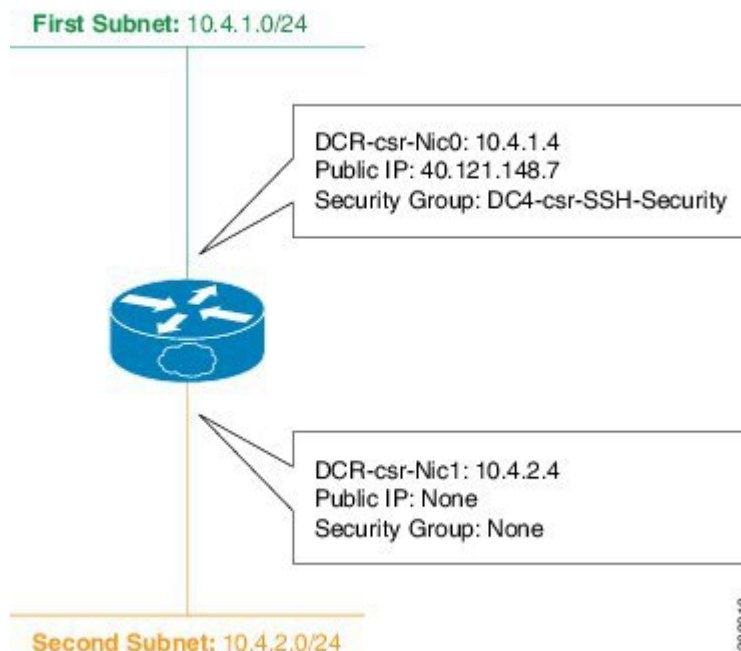 First Subnet: 10.4.1.0/24
DCR-csr-Nic0: 10.4.1.4
Public IP: 40.121.148.7
Security Group: DC4-csr-SSH-Security
DCR-csr-Nic1: 10.4.2.4
Public IP: None
Security Group: None
Second Subnet: 10.4.2.0/24